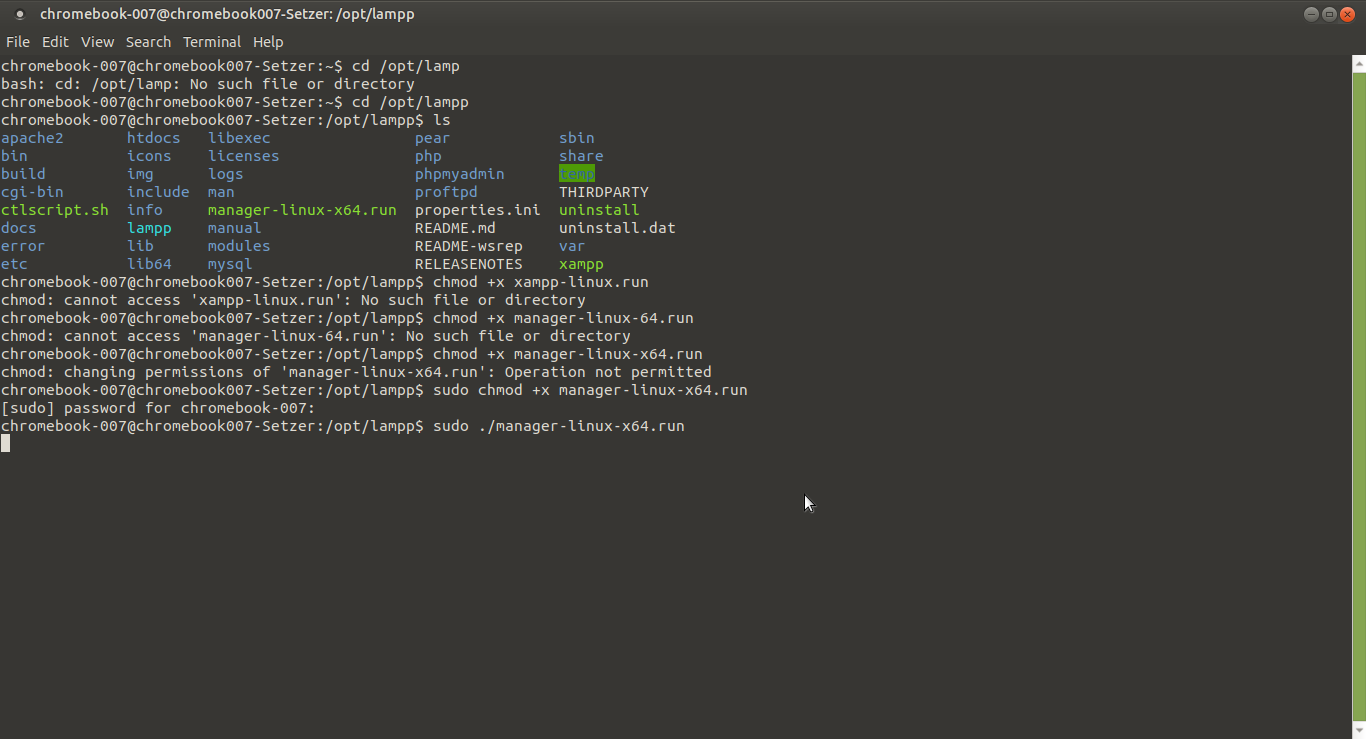 chromebook-007@chromebook007-Setzer: /opt/lampp
File Edit View Search Terminal Help
chromebook-007@chromebook007-Setzer:~$ cd /opt/lamp
bash: cd: /opt/lamp: No such file or directory
chromebook-007@chromebook007-Setzer:~$ cd /opt/lampp
chromebook-007@chromebook007-Setzer:/opt/lampp$ ls
apache2 htdocs libexec pear sbin
bin icons licenses php share
build img logs phpmyadmin temp
cgi-bin include man proftpd THIRDPARTY
ctlscript.sh info manager-linux-x64.run properties.ini uninstall
docs lampp manual README.md uninstall.dat
error lib modules README-wsrep var
etc lib64 mysql RELEASENOTES xampp
chromebook-007@chromebook007-Setzer:/opt/lampp$ chmod +x xampp-linux.run
chmod: cannot access 'xampp-linux.run': No such file or directory
chromebook-007@chromebook007-Setzer:/opt/lampp$ chmod +x manager-linux-64.run
chmod: cannot access 'manager-linux-64.run': No such file or directory
chromebook-007@chromebook007-Setzer:/opt/lampp$ chmod +x manager-linux-x64.run
chmod: changing permissions of 'manager-linux-x64.run': Operation not permitted
chromebook-007@chromebook007-Setzer:/opt/lampp$ sudo chmod +x manager-linux-x64.run
[sudo] password for chromebook-007:
chromebook-007@chromebook007-Setzer:/opt/lampp$ sudo ./manager-linux-x64.run